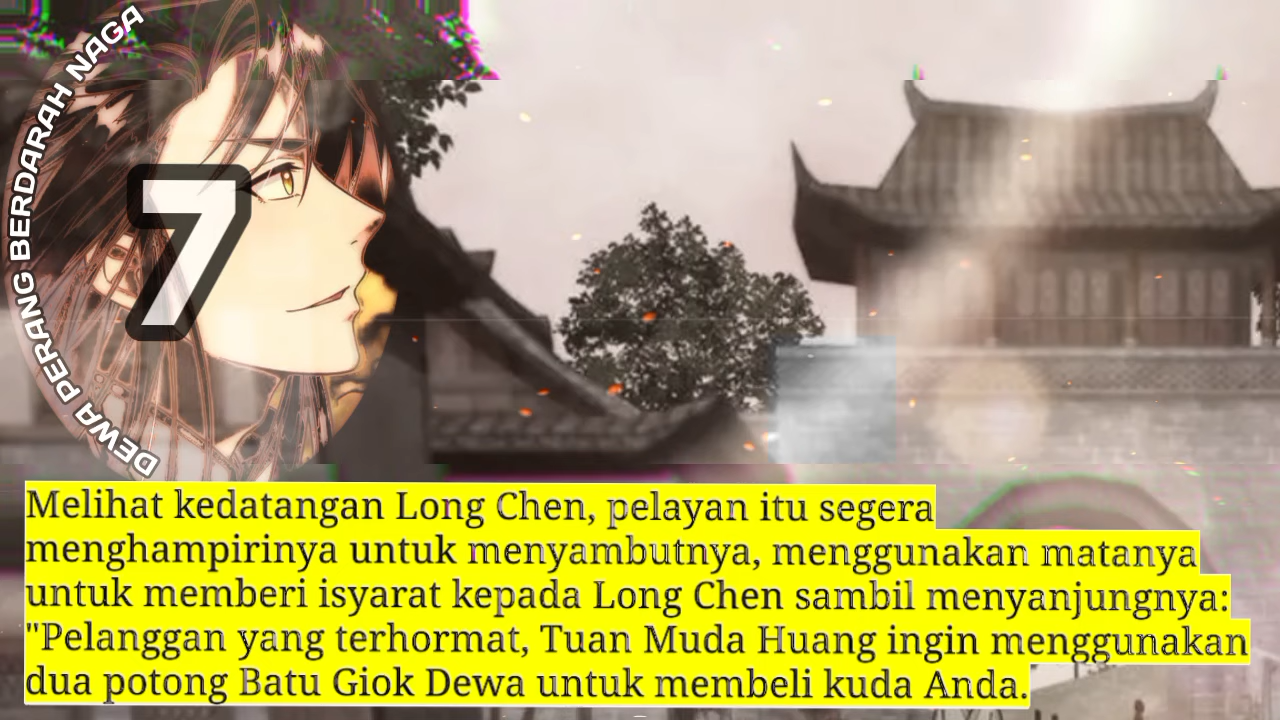 DEWA PERANG BERDARAH NAGA
7
Melihat kedatangan Long Chen, pelayan itu segera
menghampirinya untuk menyambutnya, menggunakan matanya
untuk memberi isyarat kepada Long Chen sambil menyanjungnya:
"Pelanggan yang terhormat, Tuan Muda Huang ingin menggunakan
dua potong Batu Giok Dewa untuk membeli kuda Anda.